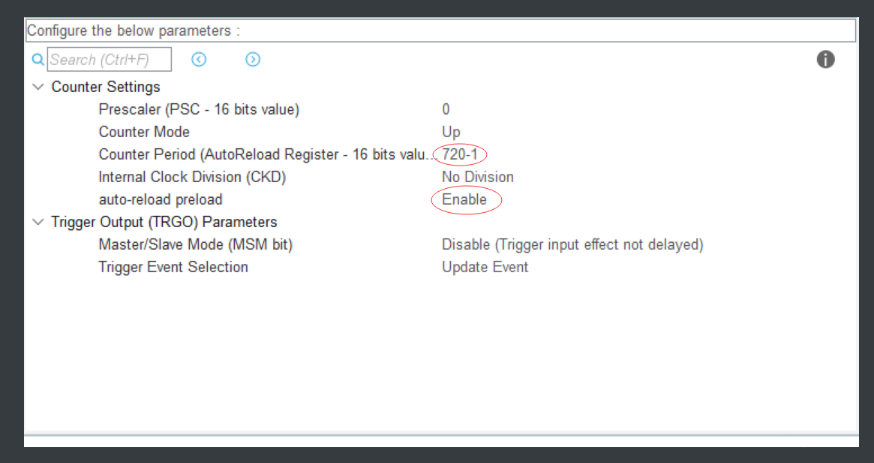 Configure the below parameters :
Search (Ctrl+F)
Counter Settings
Prescaler (PSC - 16 bits value) 0
Counter Mode Up
Counter Period (AutoReload Register - 16 bits valu... 720-1
Internal Clock Division (CKD) No Division
auto-reload preload Enable
Trigger Output (TRGO) Parameters
Master/Slave Mode (MSM bit) Disable (Trigger input effect not delayed)
Trigger Event Selection Update Event